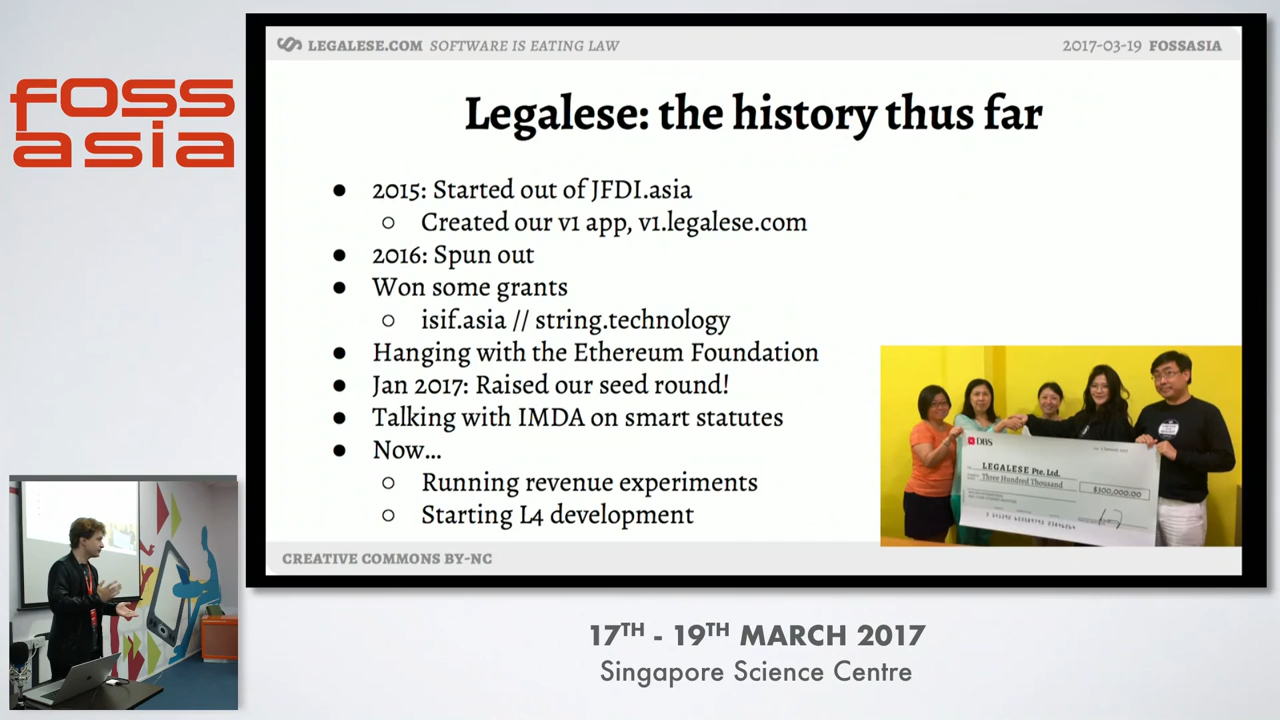 foss
asia
LEGALESE.COM SOFTWARE IS EATING LAW
2017-03-19 FOSSASIA
Legalese: the history thus far
● 2015: Started out of JFDI.asia
○ Created our v1 app, v1.legalese.com
● 2016: Spun out
● Won some grants
○ isif.asia // string.technology
● Hanging with the Ethereum Foundation
● Jan 2017: Raised our seed round!
● Talking with IMDA on smart statutes
● Now...
○ Running revenue experiments
○ Starting L4 development
DBS
LEGALESE Pte. Ltd.
Three Hundred Thousand
$300,000.00
CREATIVE COMMONS BY-NC
17TH - 19TH MARCH 2017
Singapore Science Centre